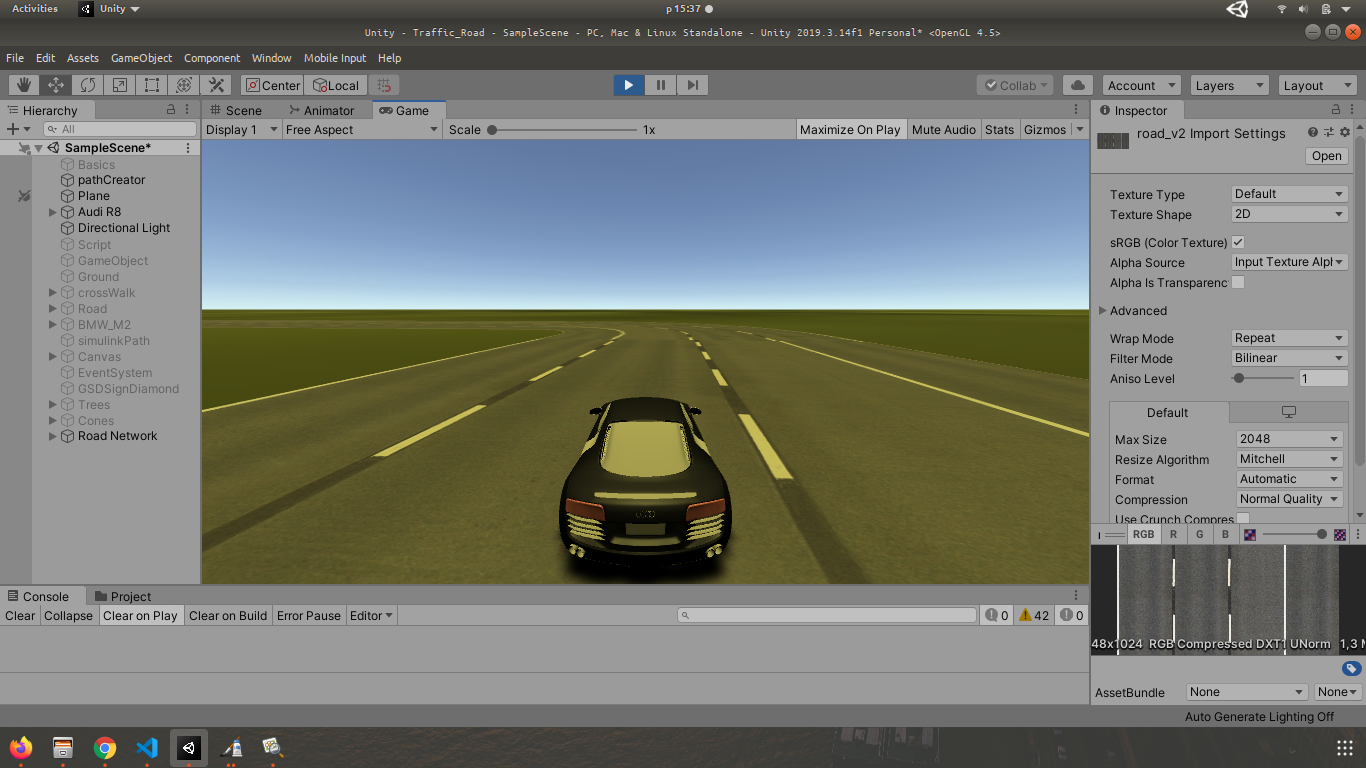 Activities Unity р 15:37
Unity - Traffic_Road - SampleScene - PC, Mac & Linux Standalone - Unity 2019.3.14f1 Personal* <OpenGL 4.5>
File Edit Assets GameObject Component Window Mobile Input Help
Center Local Collab Account Layers Layout
Hierarchy Scene Animator Game Inspector
All Display 1 Free Aspect Scale 1x Maximize On Play Mute Audio Stats Gizmos
SampleScene*
Basics
pathCreator
Plane
Audi R8
Directional Light
Script
GameObject
Ground
crossWalk
Road
BMW_M2
simulinkPath
Canvas
EventSystem
GSDSignDiamond
Trees
Cones
Road Network
road_v2 Import Settings
Open
Texture Type Default
Texture Shape 2D
sRGB (Color Texture)
Alpha Source Input Texture Alph
Alpha Is Transparenc
Advanced
Wrap Mode Repeat
Filter Mode Bilinear
Aniso Level 1
Default
Max Size 2048
Resize Algorithm Mitchell
Format Automatic
Compression Normal Quality
Use Crunch Compres
RGB R G B
48x1024 RGB Compressed DXT1 UNorm 1,3 M
AssetBundle None None
Console Project
Clear Collapse Clear on Play Clear on Build Error Pause Editor 0 42 0
Auto Generate Lighting Off